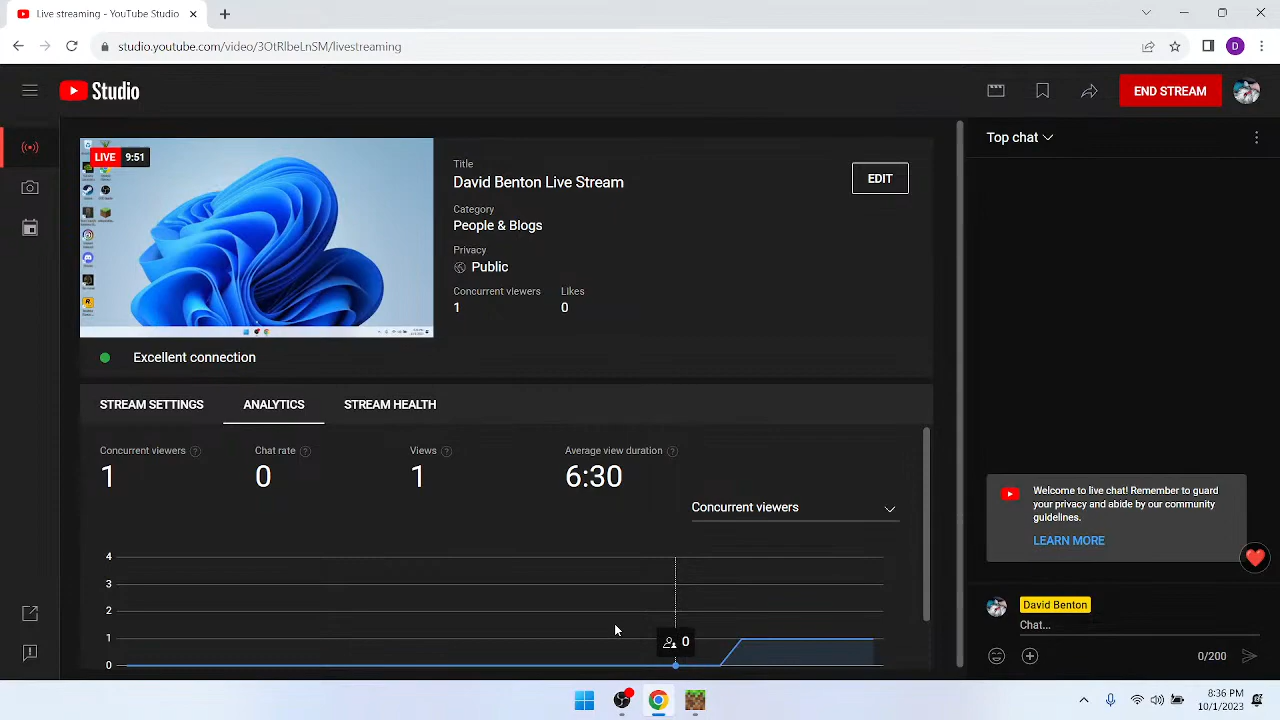 Live streaming - YouTube Studio
studio.youtube.com/video/3OtRlbeLnSM/livestreaming
D
Studio
END STREAM
LIVE 9:51
Title
David Benton Live Stream
EDIT
Category
People & Blogs
Privacy
Public
Concurrent viewers Likes
1 0
Excellent connection
STREAM SETTINGS ANALYTICS STREAM HEALTH
Concurrent viewers ? Chat rate ? Views ? Average view duration ?
1 0 1 6:30
Concurrent viewers
4
3
2
1
0
0
Top chat
Welcome to live chat! Remember to guard
your privacy and abide by our community
guidelines.
LEARN MORE
David Benton
Chat...
0/200
8:36 PM
10/1/2023